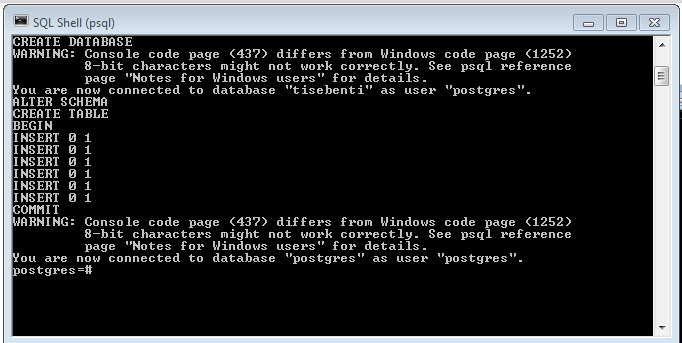 SQL Shell (psql)
CREATE DATABASE
WARNING: Console code page (437) differs from Windows code page (1252)
         8-bit characters might not work correctly. See psql reference
         page "Notes for Windows users" for details.
You are now connected to database "tisebenti" as user "postgres".
ALTER SCHEMA
CREATE TABLE
BEGIN
INSERT 0 1
INSERT 0 1
INSERT 0 1
INSERT 0 1
INSERT 0 1
INSERT 0 1
COMMIT
WARNING: Console code page (437) differs from Windows code page (1252)
         8-bit characters might not work correctly. See psql reference
         page "Notes for Windows users" for details.
You are now connected to database "postgres" as user "postgres".
postgres=#